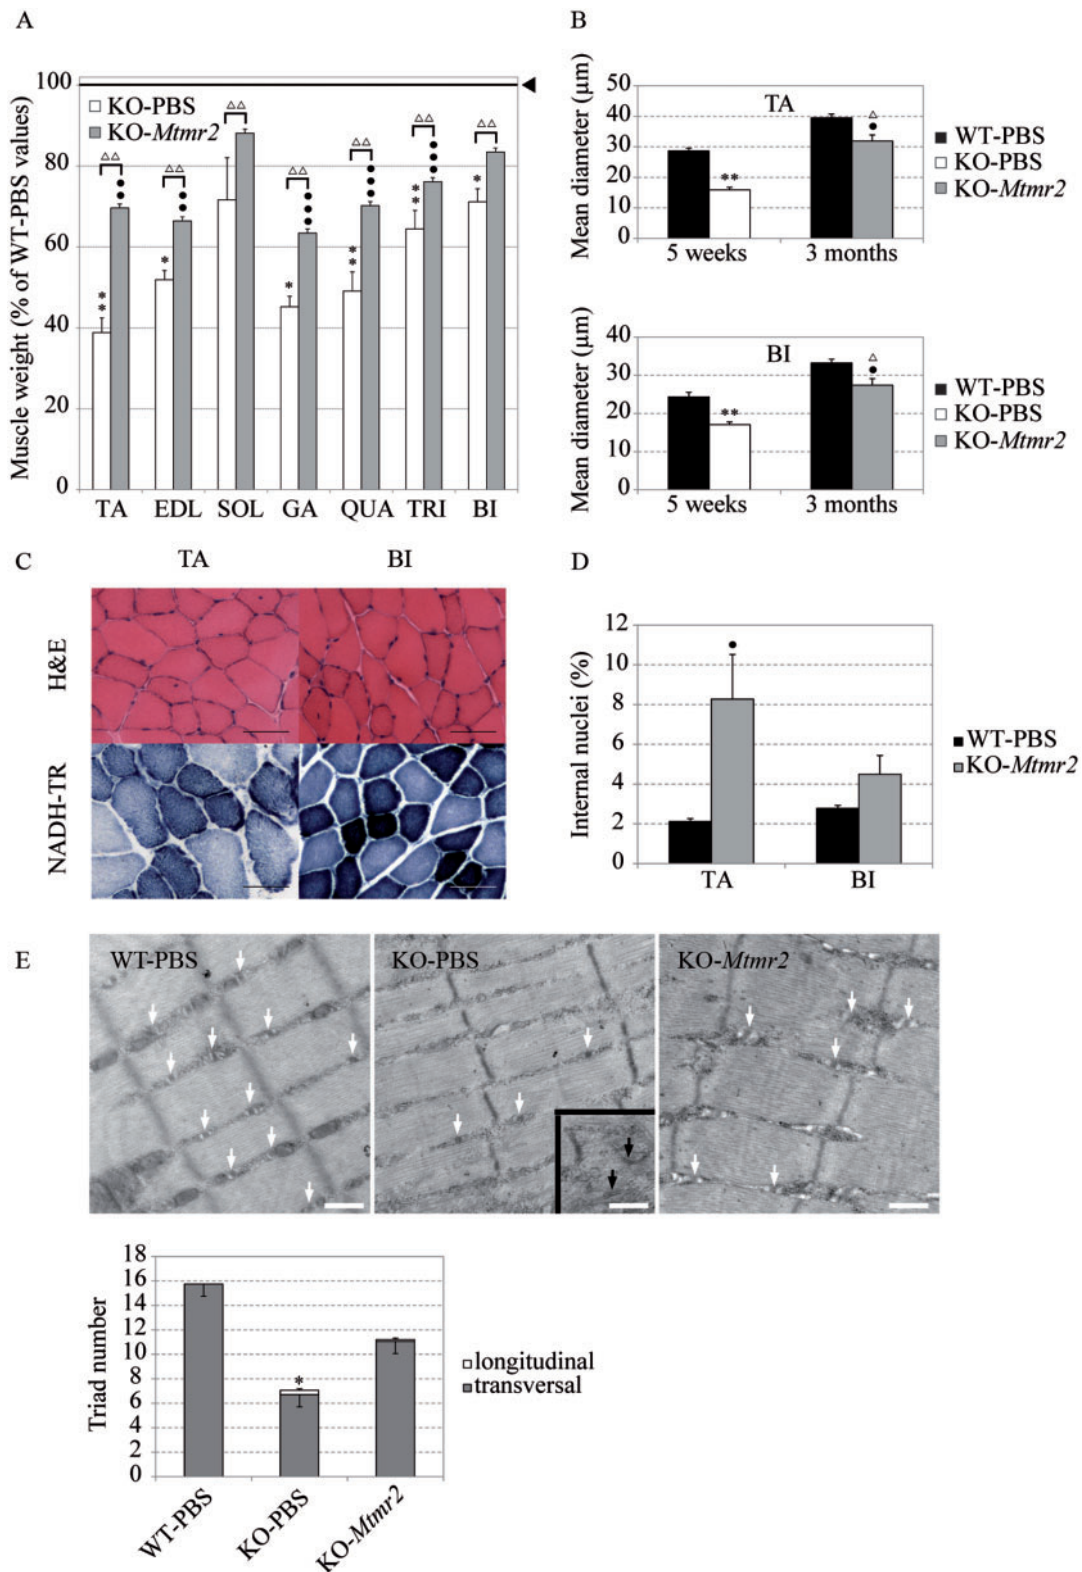 A
Muscle weight (% of WT-PBS values)
100
80
60
40
20
0
KO-PBS
KO-Mtmr2
△△ △△ △△ △△ △△ △△ △△
** ●● * ●● * ●●● ** ●●● ** ●●● * ●●
TA EDL SOL GA QUA TRI BI
B
Mean diameter (µm)
50
40
30
20
10
0
TA
**
△
●
5 weeks 3 months
WT-PBS
KO-PBS
KO-Mtmr2
Mean diameter (µm)
40
30
20
10
0
BI
**
△
●
5 weeks 3 months
WT-PBS
KO-PBS
KO-Mtmr2
C
TA BI
H&E
NADH-TR
D
Internal nuclei (%)
12
10
8
6
4
2
0
●
TA BI
WT-PBS
KO-Mtmr2
E
WT-PBS
KO-PBS
KO-Mtmr2
Triad number
18
16
14
12
10
8
6
4
2
0
*
WT-PBS
KO-PBS
KO-Mtmr2
longitudinal
transversal